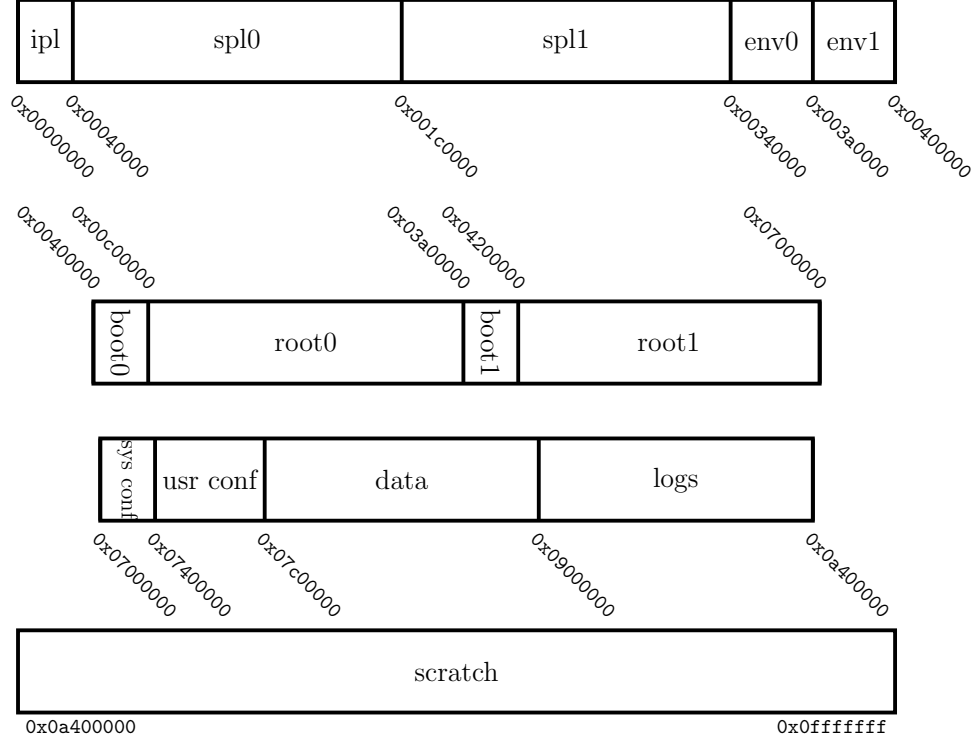 ipl spl0 spl1 env0 env1
0x00000000 0x00040000 0x001c0000 0x00340000 0x003a0000 0x00400000
0x00400000 0x00c00000 0x03a00000 0x04200000 0x07000000
boot0 root0 boot1 root1
sys conf usr conf data logs
0x07000000 0x07400000 0x07c00000 0x09000000 0x0a400000
scratch
0x0a400000 0x0fffffff